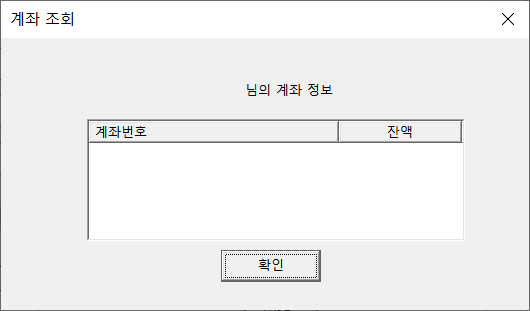 계좌 조회
님의 계좌 정보
계좌번호 잔액
확인